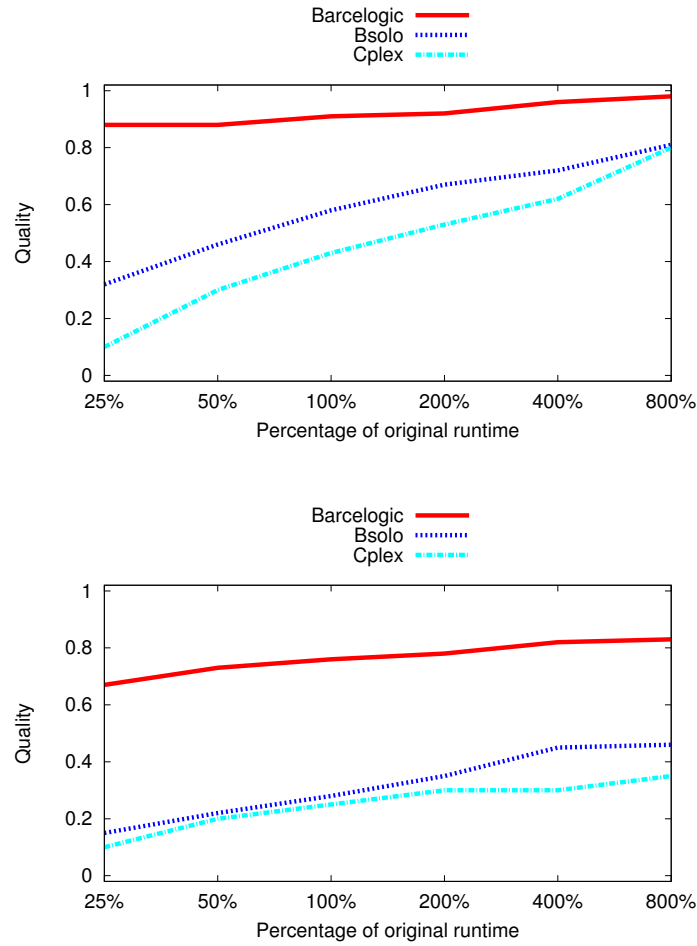 Barcelogic
Bsolo
Cplex
1
0.8
0.6
0.4
0.2
0
Quality
25% 50% 100% 200% 400% 800%
Percentage of original runtime
Barcelogic
Bsolo
Cplex
1
0.8
0.6
0.4
0.2
0
Quality
25% 50% 100% 200% 400% 800%
Percentage of original runtime